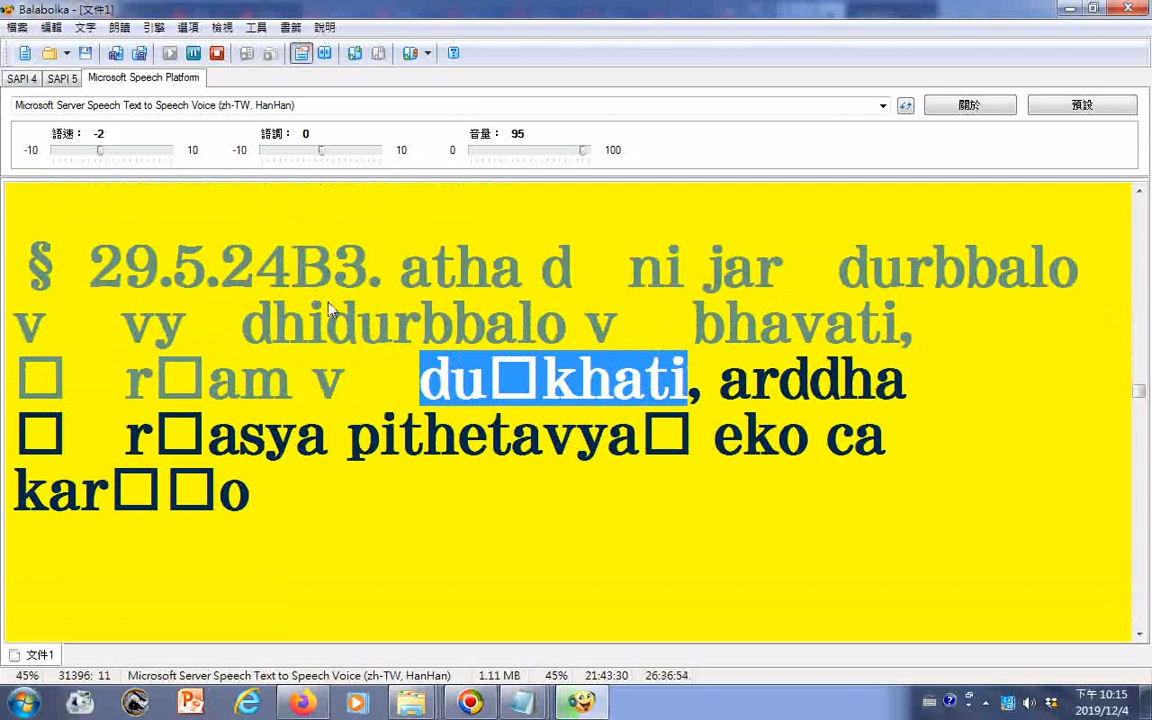 Balabolka - [文件1]
檔案 編輯 文字 朗讀 引擎 選項 檢視 工具 書籤 說明
SAPI 4 SAPI 5 Microsoft Speech Platform
Microsoft Server Speech Text to Speech Voice (zh-TW, HanHan) 關於 預設
語速： -2 語調： 0 音量： 95
-10 10 -10 10 0 100
§ 29.5.24B3. atha d ni jar durbbalo
v vy dhidurbbalo v bhavati,
□ r□am v du□khati, arddha
□ r□asya pithetavya□ eko ca
kar□□o
文件1
45% 31396: 11 Microsoft Server Speech Text to Speech Voice (zh-TW, HanHan) 1.11 MB 45% 21:43:30 26:36:54.
下午 10:15
2019/12/4